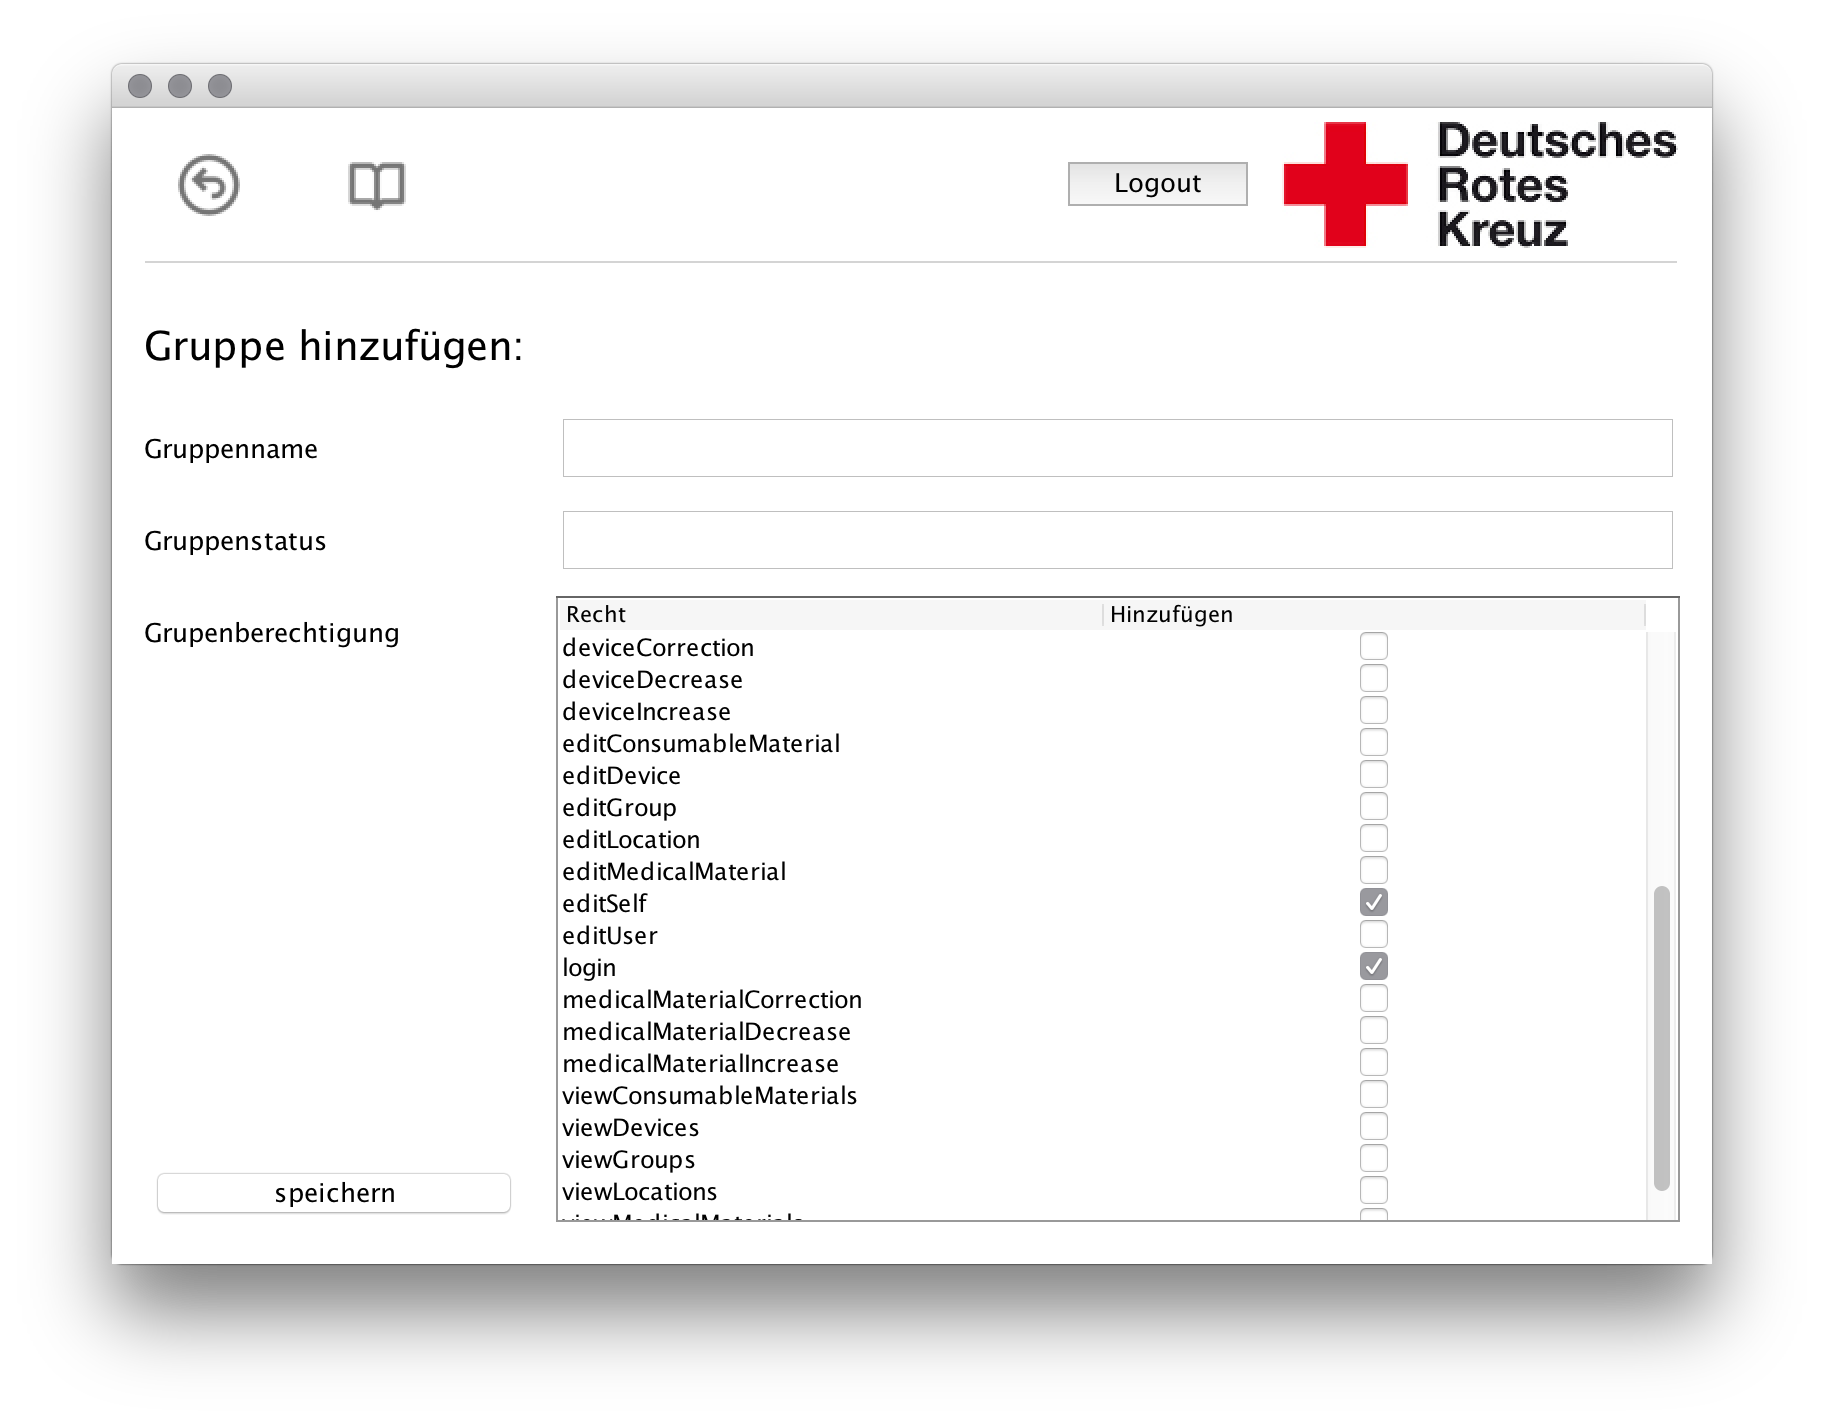 Logout
Deutsches
Rotes
Kreuz
Gruppe hinzufügen:
Gruppenname
Gruppenstatus
Grupenberechtigung
Recht Hinzufügen
deviceCorrection
deviceDecrease
deviceIncrease
editConsumableMaterial
editDevice
editGroup
editLocation
editMedicalMaterial
editSelf
editUser
login
medicalMaterialCorrection
medicalMaterialDecrease
medicalMaterialIncrease
viewConsumableMaterials
viewDevices
viewGroups
viewLocations
viewMedicalMaterials
speichern